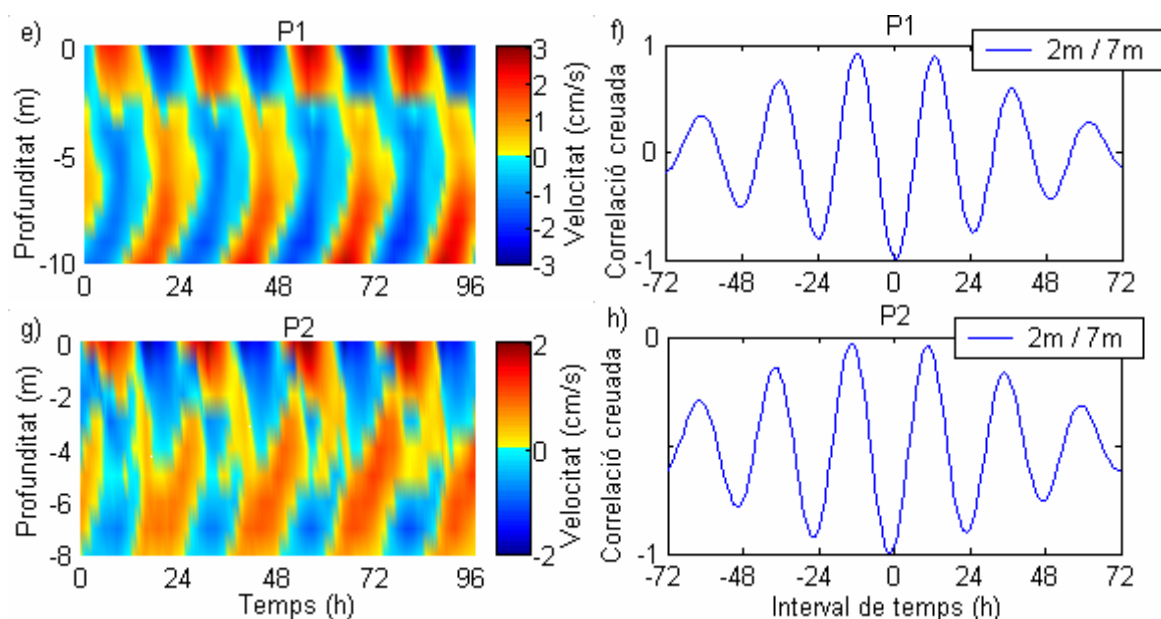 e)
P1
0
-5
-10
Profunditat (m)
0 24 48 72 96
3
2
1
0
-1
-2
-3
Velocitat (cm/s)
f)
P1
2m / 7m
1
0
-1
Correlació creuada
-72 -48 -24 0 24 48 72
g)
P2
0
-2
-4
-6
-8
Profunditat (m)
0 24 48 72 96
Temps (h)
2
0
-2
Velocitat (cm/s)
h)
P2
2m / 7m
0
-1
Correlació creuada
-72 -48 -24 0 24 48 72
Interval de temps (h)